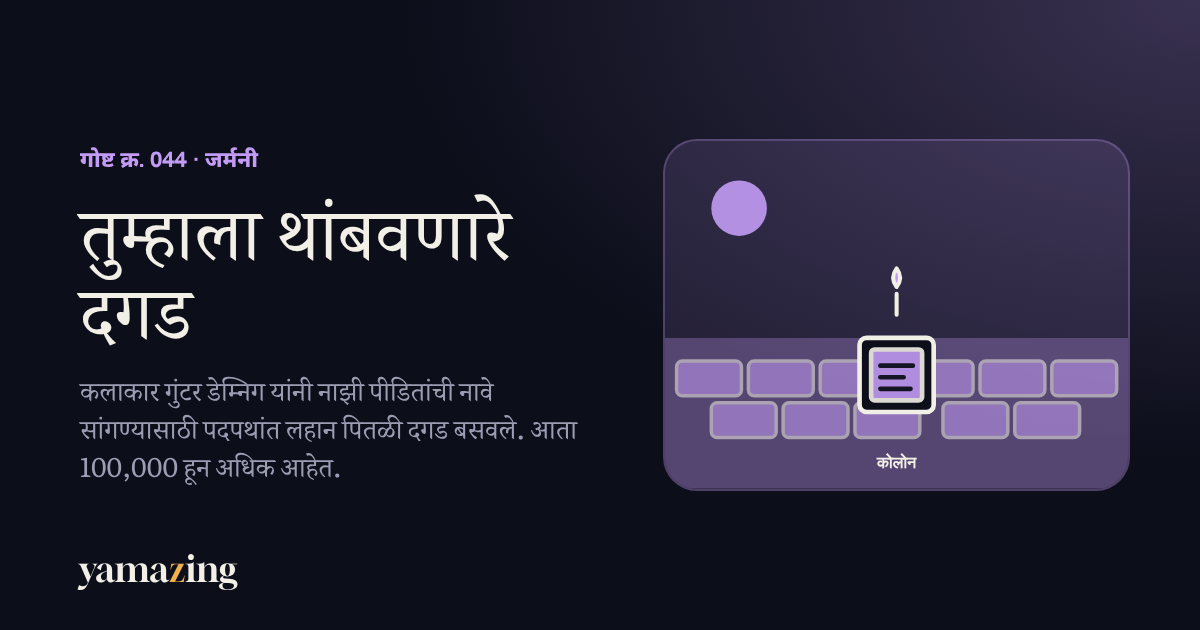 गोष्ट क्र. 044 · जर्मनी
तुम्हाला थांबवणारे
दगड
कलाकार गुंटर डेम्निग यांनी नाझी पीडितांची नावे
सांगण्यासाठी पदपथांत लहान पितळी दगड बसवले. आता
100,000 हून अधिक आहेत.
कोलोन
yamazing